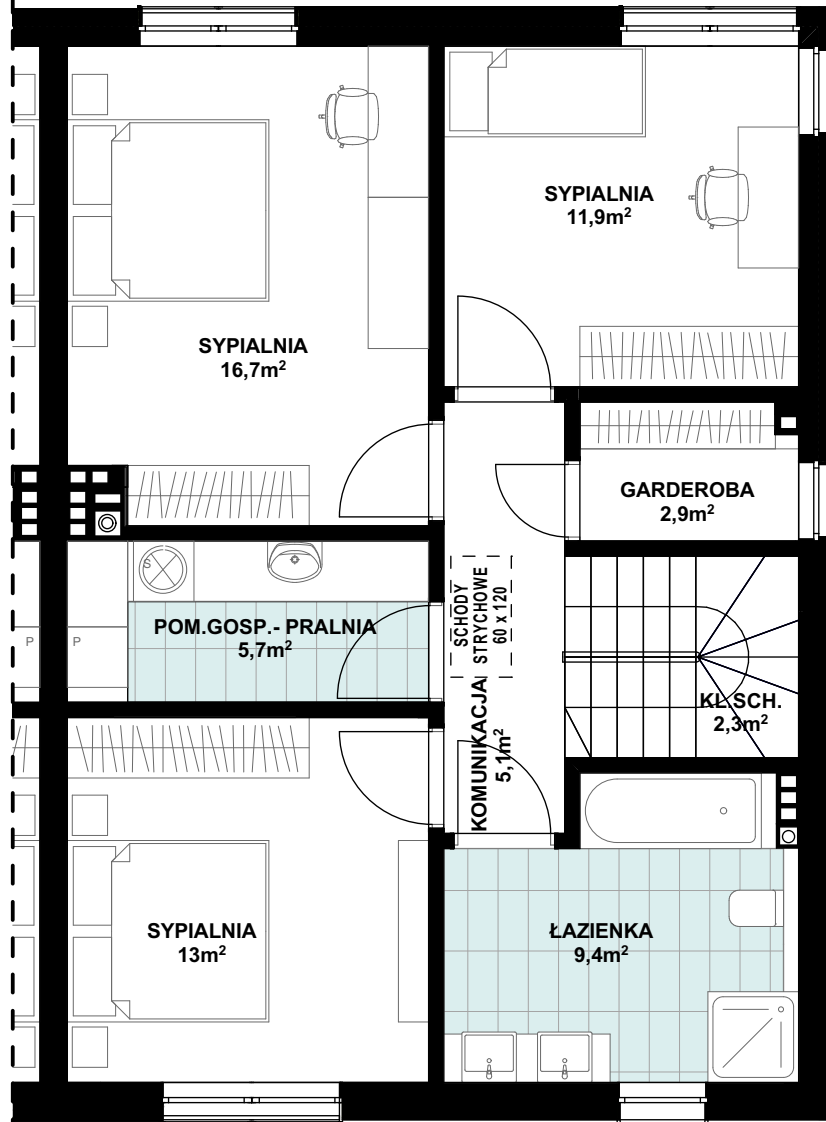 SYPIALNIA
11,9m²
SYPIALNIA
16,7m²
GARDEROBA
2,9m²
S
SCHODY
STRYCHOWE
60 x 120
POM.GOSP.- PRALNIA
5,7m²
P
P
KL.SCH.
2,3m²
KOMUNIKACJA
5,1m²
SYPIALNIA
13m²
ŁAZIENKA
9,4m²